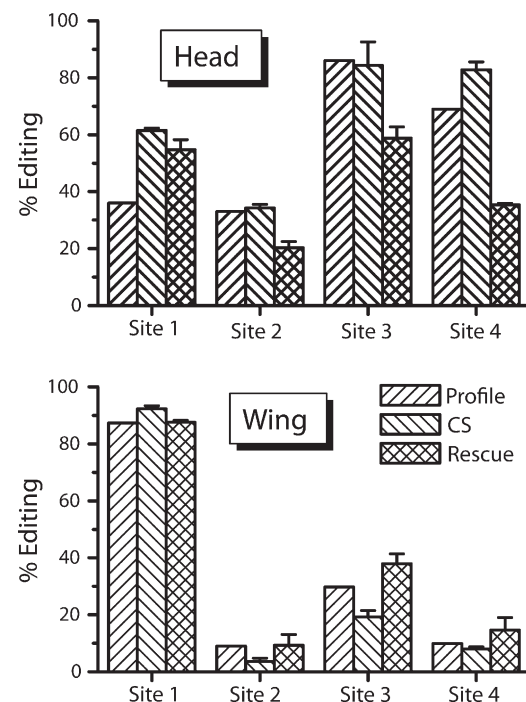 Head
% Editing
100
80
60
40
20
0
Site 1 Site 2 Site 3 Site 4
Wing
Profile
CS
Rescue
% Editing
100
80
60
40
20
0
Site 1 Site 2 Site 3 Site 4